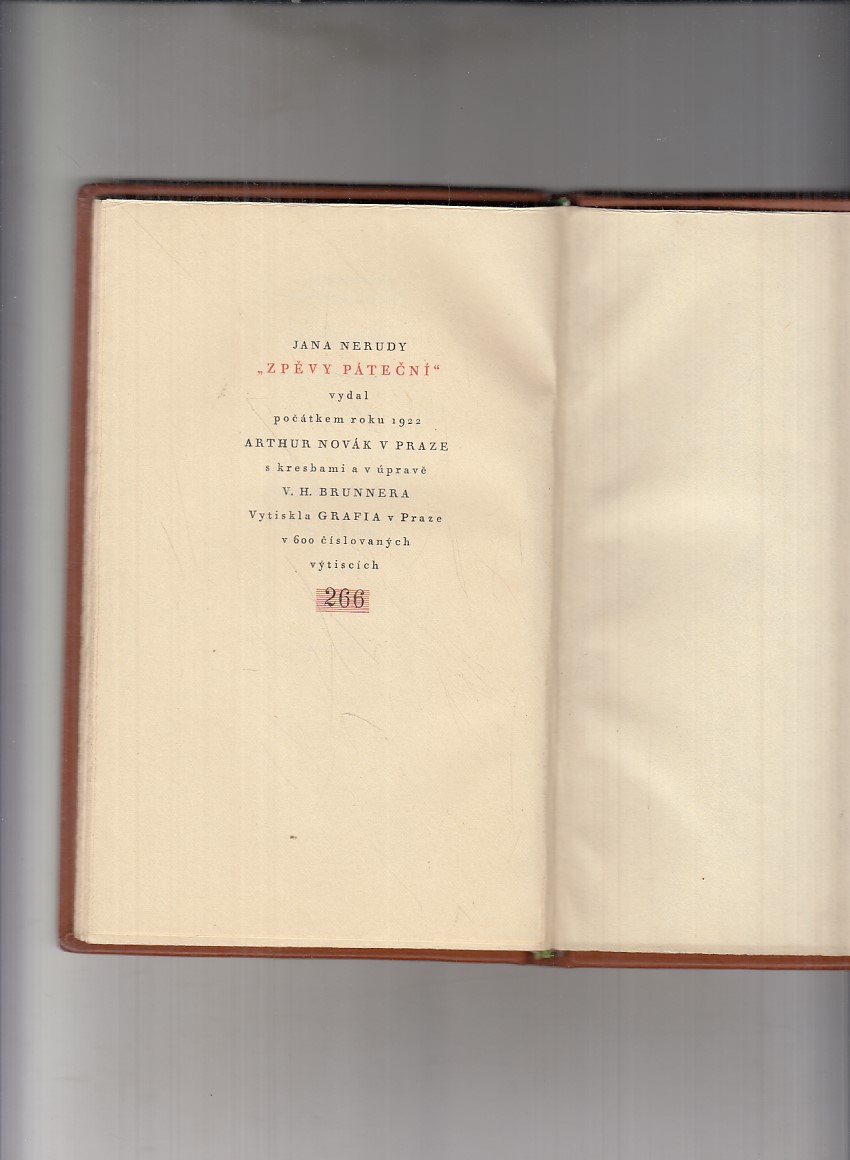 JANA NERUDY
„ZPĚVY PÁTEČNÍ“
vydal
počátkem roku 1922
ARTHUR NOVÁK V PRAZE
s kresbami a v úpravě
V. H. BRUNNERA
Vytiskla GRAFIA v Praze
v 600 číslovaných
výtiscích
266